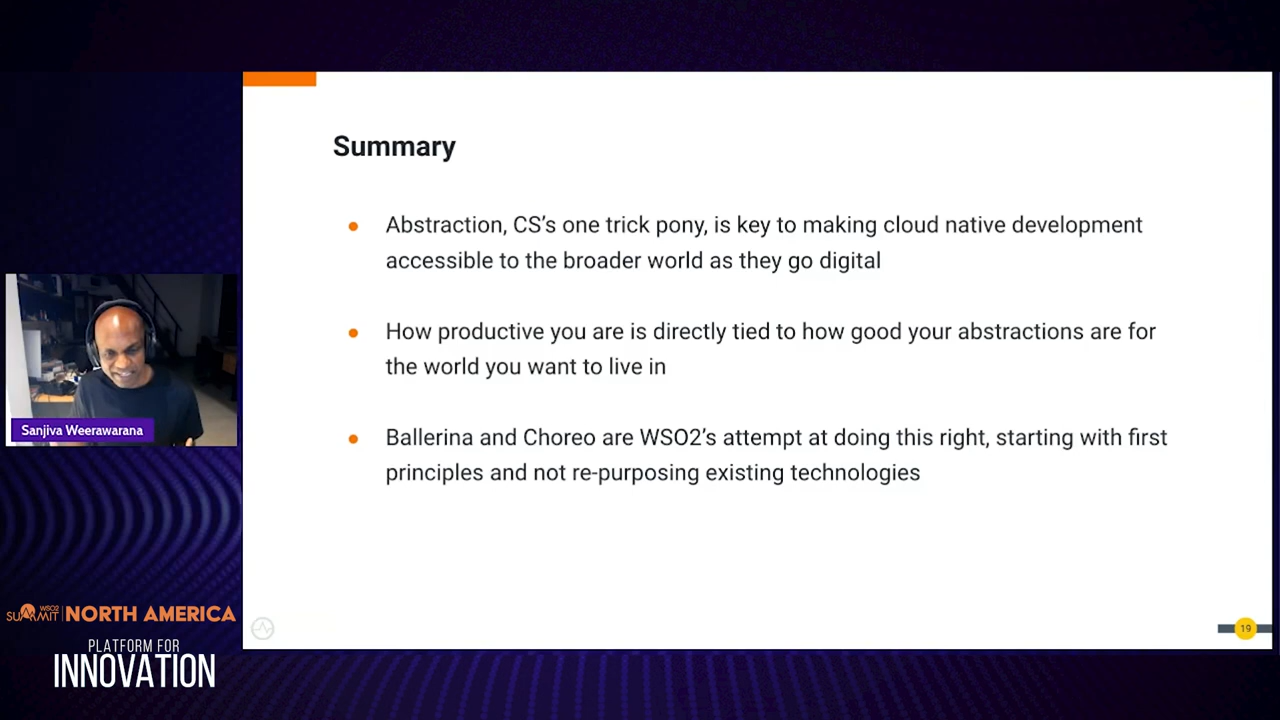 Summary
● Abstraction, CS's one trick pony, is key to making cloud native development
accessible to the broader world as they go digital
● How productive you are is directly tied to how good your abstractions are for
the world you want to live in
● Ballerina and Choreo are WSO2's attempt at doing this right, starting with first
principles and not re-purposing existing technologies
Sanjiva Weerawarana
WSO2
SUMMIT NORTH AMERICA
PLATFORM FOR
INNOVATION
19